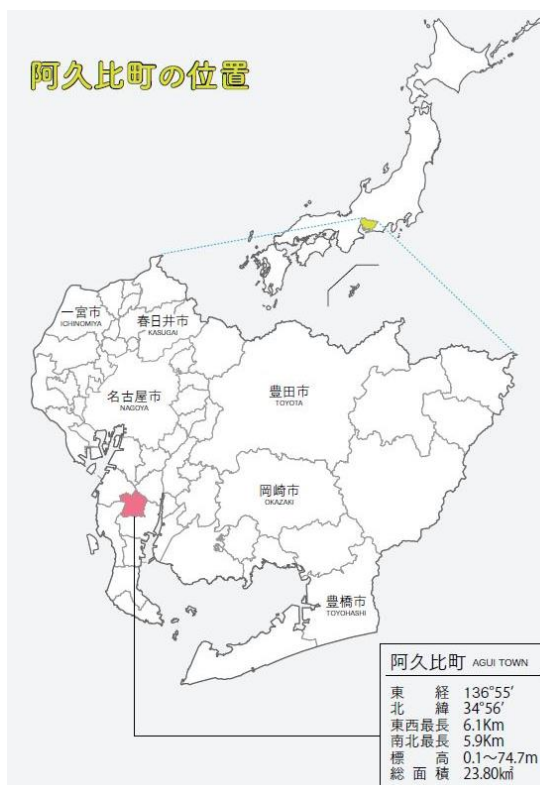 阿久比町の位置
一宮市
ICHINOMIYA
春日井市
KASUGAI
名古屋市
NAGOYA
豊田市
TOYOTA
岡崎市
OKAZAKI
豊橋市
TOYOHASHI
阿久比町 AGUI TOWN
東経 136°55′
北緯 34°56′
東西最長 6.1Km
南北最長 5.9Km
標高 0.1〜74.7m
総面積 23.80㎢